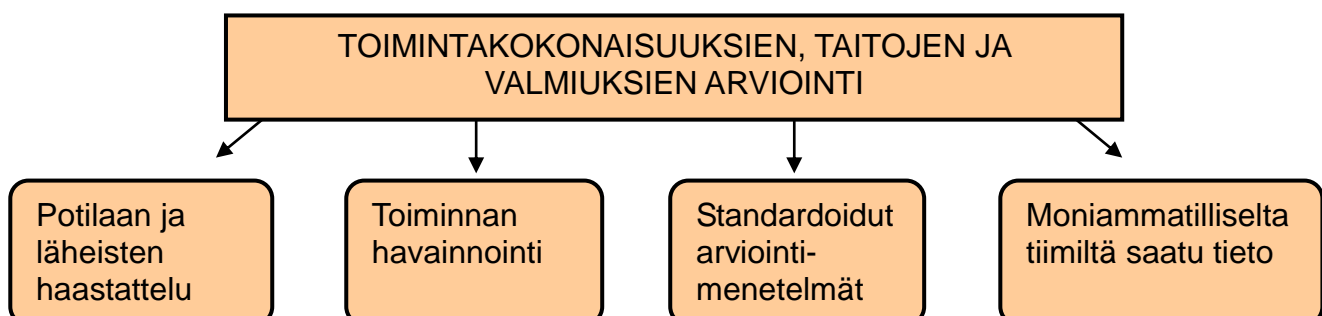 TOIMINTAKOKONAISUUKSIEN, TAITOJEN JA
VALMIUKSIEN ARVIOINTI
Potilaan ja
läheisten
haastattelu
Toiminnan
havainnointi
Standardoidut
arviointi-
menetelmät
Moniammatilliselta
tiimiltä saatu tieto